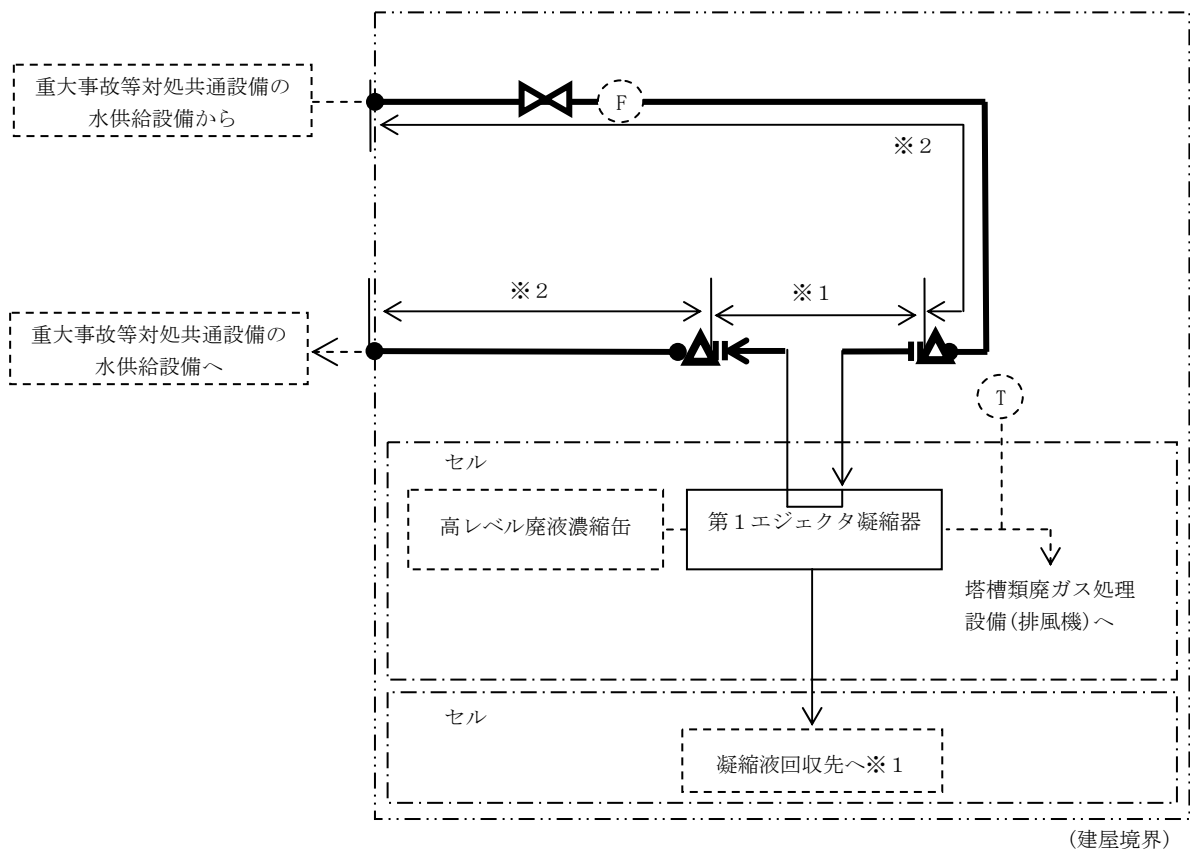 重大事故等対処共通設備の
水供給設備から
F
※2
※2
※1
重大事故等対処共通設備の
水供給設備へ
T
セル
高レベル廃液濃縮缶
第1エジェクタ凝縮器
塔槽類廃ガス処理
設備(排風機)へ
セル
凝縮液回収先へ※1
(建屋境界)